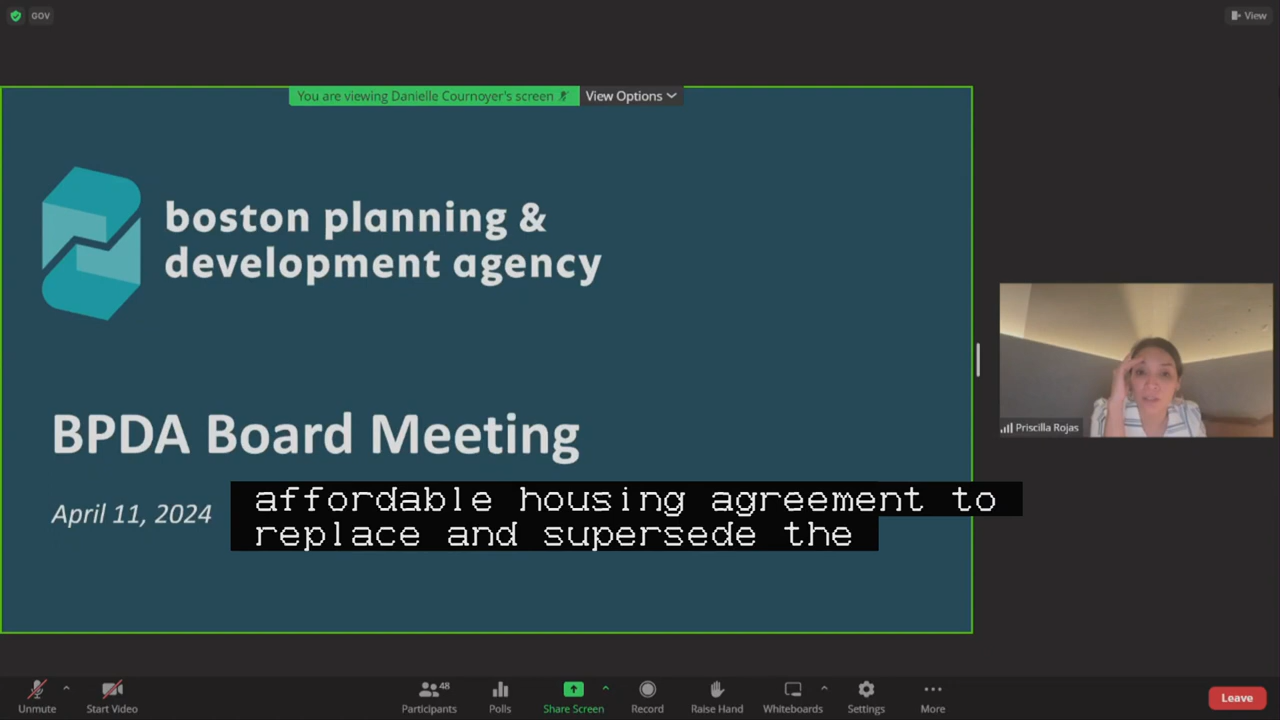 GOV
View
You are viewing Danielle Cournoyer's screen
View Options
boston planning &
development agency
BPDA Board Meeting
April 11, 2024
affordable housing agreement to
replace and supersede the
Priscilla Rojas
Unmute
Start Video
Participants
48
Polls
Share Screen
Record
Raise Hand
Whiteboards
Settings
More
Leave